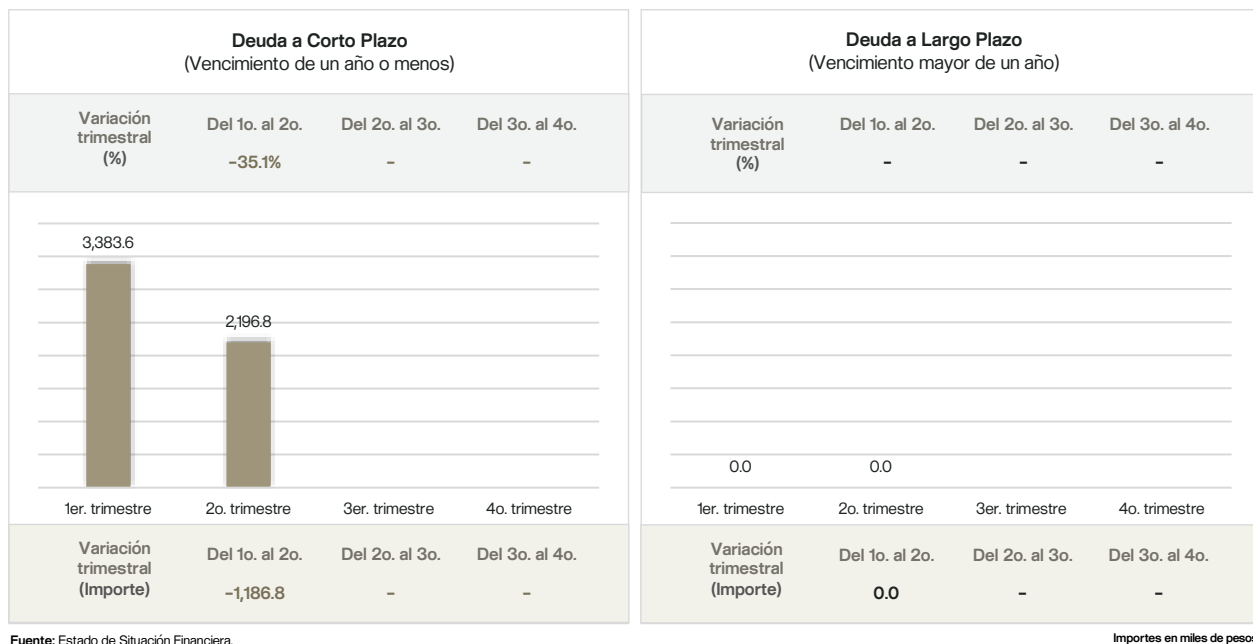 Deuda a Corto Plazo
(Vencimiento de un año o menos)
Variación
trimestral
(%)
Del 1o. al 2o.
Del 2o. al 3o.
Del 3o. al 4o.
-35.1%
-
-
3,383.6
2,196.8
1er. trimestre
2o. trimestre
3er. trimestre
4o. trimestre
Variación
trimestral
(Importe)
Del 1o. al 2o.
Del 2o. al 3o.
Del 3o. al 4o.
-1,186.8
-
-
Deuda a Largo Plazo
(Vencimiento mayor de un año)
Variación
trimestral
(%)
Del 1o. al 2o.
Del 2o. al 3o.
Del 3o. al 4o.
-
-
-
0.0
0.0
1er. trimestre
2o. trimestre
3er. trimestre
4o. trimestre
Variación
trimestral
(Importe)
Del 1o. al 2o.
Del 2o. al 3o.
Del 3o. al 4o.
0.0
-
-
Fuente: Estado de Situación Financiera.
Importes en miles de pesos